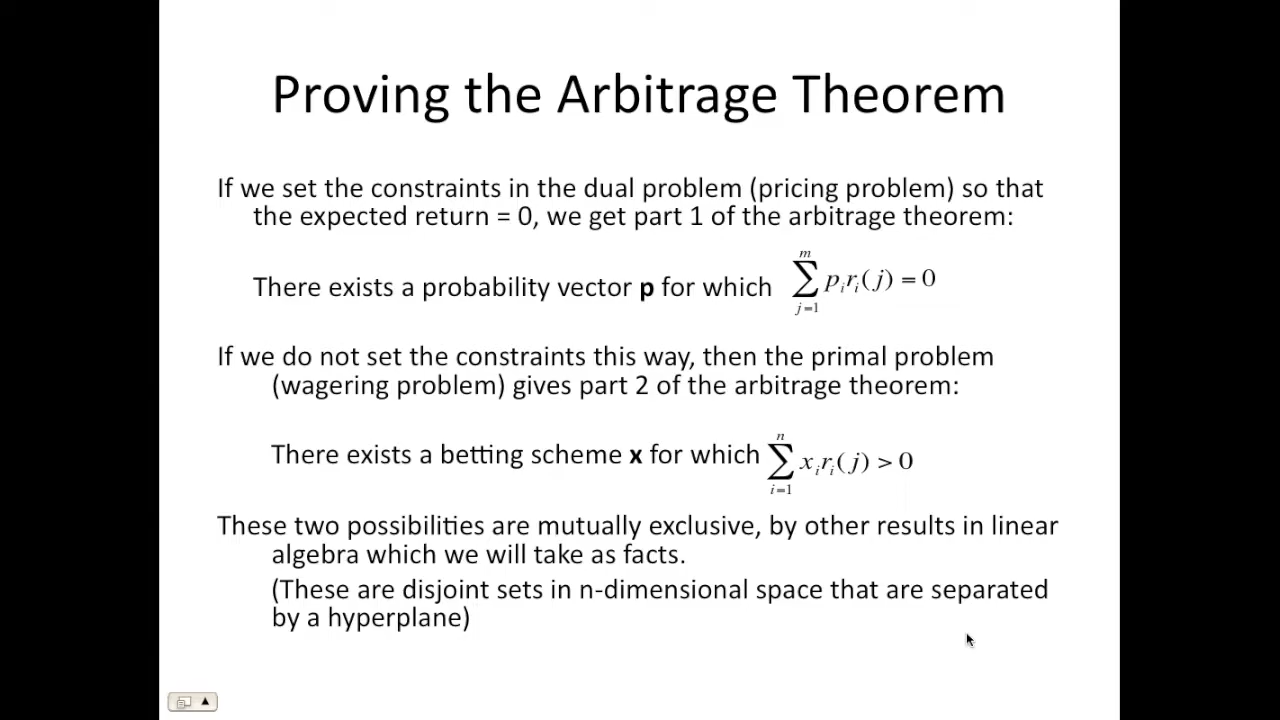 Proving the Arbitrage Theorem
If we set the constraints in the dual problem (pricing problem) so that
the expected return = 0, we get part 1 of the arbitrage theorem:
There exists a probability vector p for which \sum_{j=1}^{m} p_i r_i(j) = 0
If we do not set the constraints this way, then the primal problem
(wagering problem) gives part 2 of the arbitrage theorem:
There exists a betting scheme x for which \sum_{i=1}^{n} x_i r_i(j) > 0
These two possibilities are mutually exclusive, by other results in linear
algebra which we will take as facts.
(These are disjoint sets in n-dimensional space that are separated
by a hyperplane)